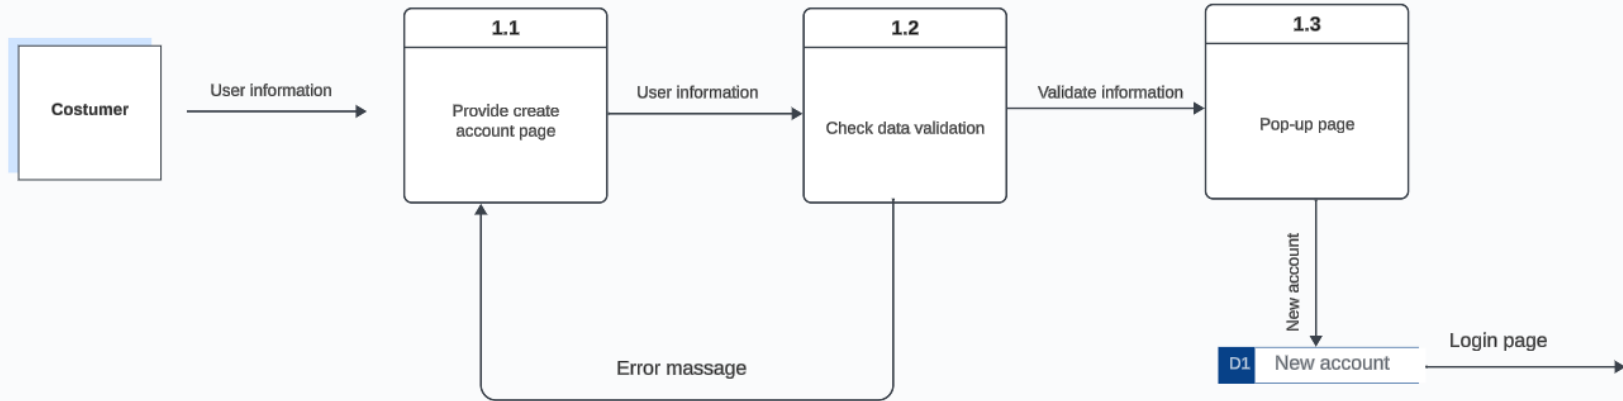 1.1
1.2
1.3
Costumer
User information
Provide create
account page
User information
Check data validation
Validate information
Pop-up page
New account
Error massage
D1
New account
Login page